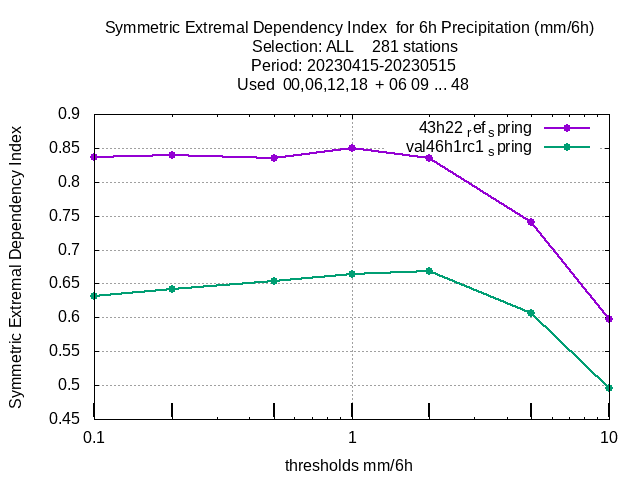 Symmetric Extremal Dependency Index  for 6h Precipitation (mm/6h)
Selection: ALL    281 stations
Period: 20230415-20230515
Used  00,06,12,18  + 06 09 ... 48
43h22 ref spring
val46h1rc1 spring
0.9
0.85
0.8
0.75
0.7
0.65
0.6
0.55
0.5
0.45
Symmetric Extremal Dependency Index
0.1 1 10
thresholds mm/6h